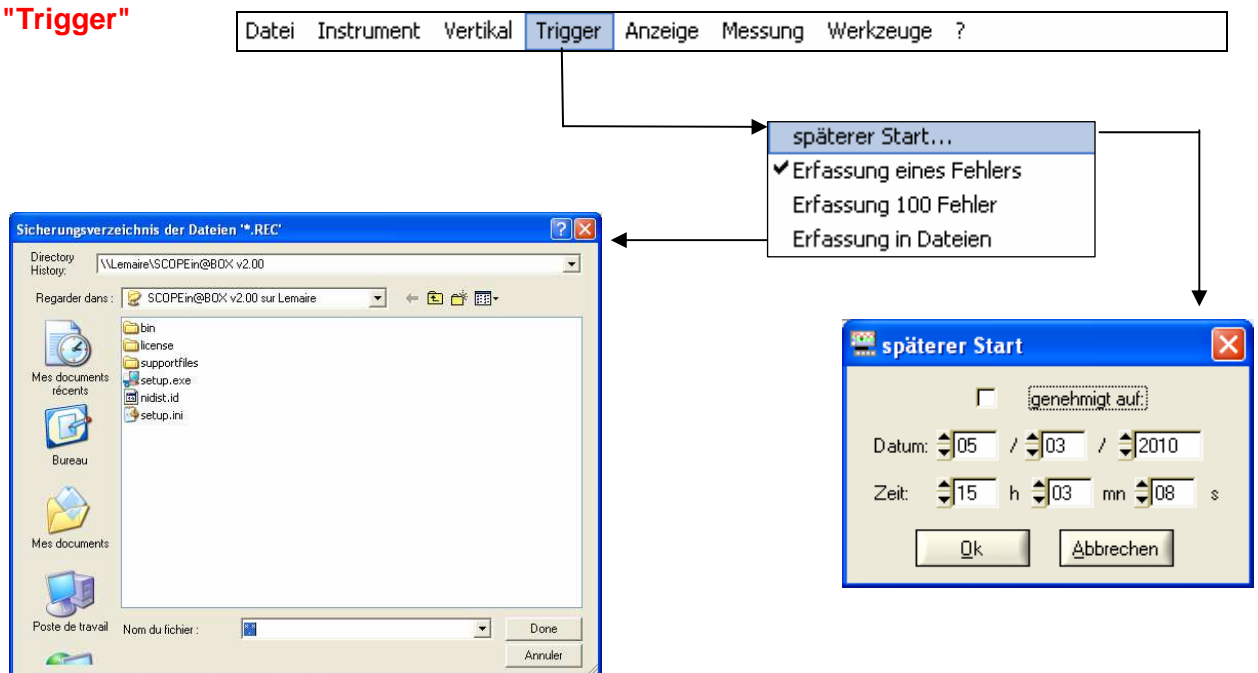 "Trigger"
Datei Instrument Vertikal Trigger Anzeige Messung Werkzeuge ?
späterer Start...
Erfassung eines Fehlers
Erfassung 100 Fehler
Erfassung in Dateien
Sicherungsverzeichnis der Dateien '*.REC'
Directory
History:
\\Lemaire\SCOPEin@BOX v2.00
Regarder dans :
SCOPEin@BOX v2.00 sur Lemaire
Mes documents
récents
Bureau
Mes documents
Poste de travail
bin
license
supportfiles
setup.exe
nidist.id
setup.ini
Nom du fichier :
Done
Annuler
späterer Start
genehmigt auf:
Datum: 05 / 03 / 2010
Zeit: 15 h 03 mn 08 s
Ok Abbrechen